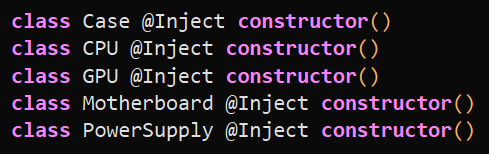 class Case @Inject constructor()
class CPU @Inject constructor()
class GPU @Inject constructor()
class Motherboard @Inject constructor()
class PowerSupply @Inject constructor()